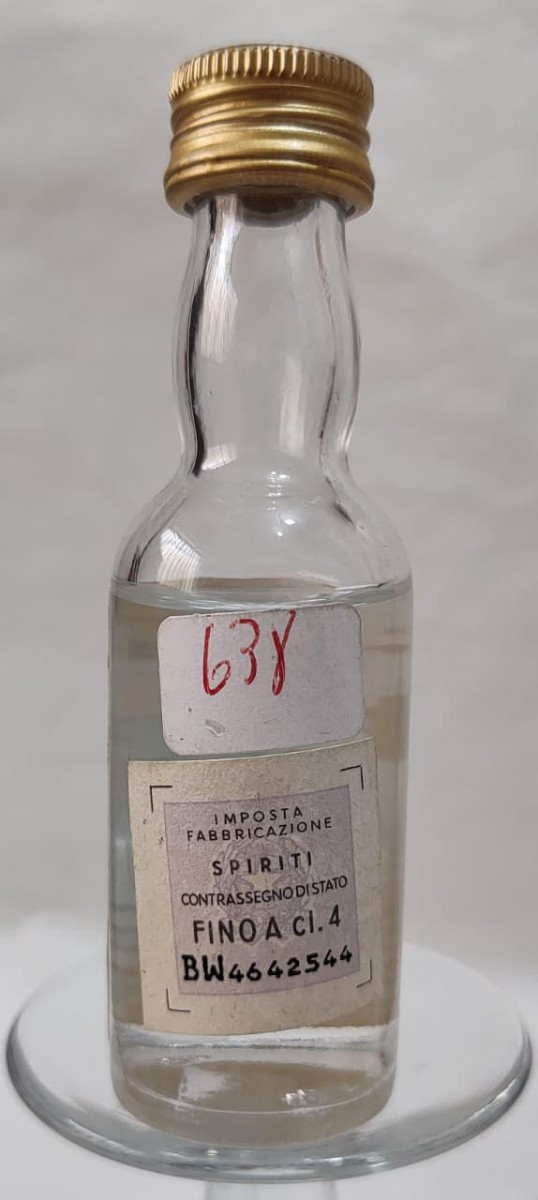 638
IMPOSTA
FABBRICAZIONE
SPIRITI
CONTRASSEGNO DI STATO
FINO A Cl. 4
BW4642544